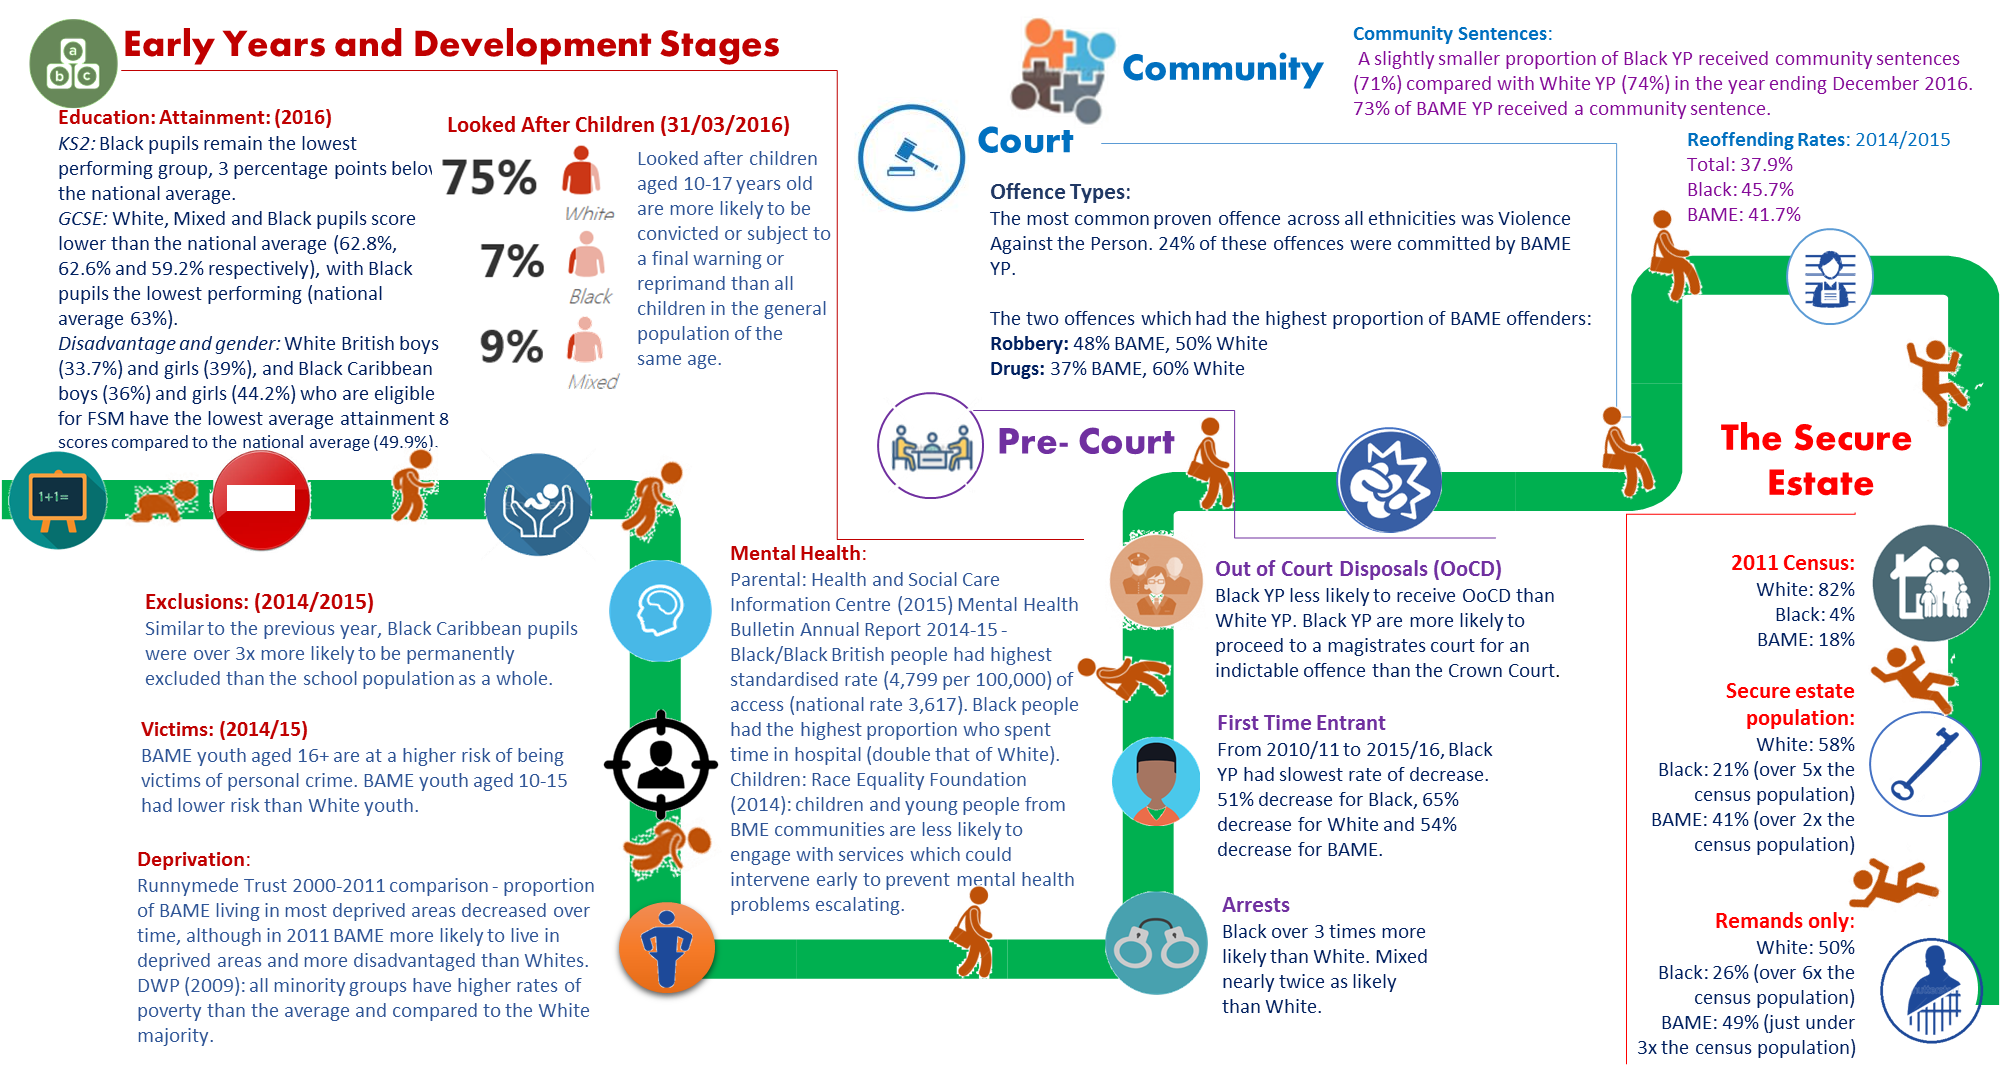 Early Years and Development Stages
a
b c
Education: Attainment: (2016)
KS2: Black pupils remain the lowest
performing group, 3 percentage points below
the national average.
GCSE: White, Mixed and Black pupils score
lower than the national average (62.8%,
62.6% and 59.2% respectively), with Black
pupils the lowest performing (national
average 63%).
Disadvantage and gender: White British boys
(33.7%) and girls (39%), and Black Caribbean
boys (36%) and girls (44.2%) who are eligible
for FSM have the lowest average attainment 8
scores compared to the national average (49.9%).
Looked After Children (31/03/2016)
75%
White
7%
Black
9%
Mixed
Looked after children
aged 10-17 years old
are more likely to be
convicted or subject to
a final warning or
reprimand than all
children in the general
population of the
same age.
1+1=
Exclusions: (2014/2015)
Similar to the previous year, Black Caribbean pupils
were over 3x more likely to be permanently
excluded than the school population as a whole.
Victims: (2014/15)
BAME youth aged 16+ are at a higher risk of being
victims of personal crime. BAME youth aged 10-15
had lower risk than White youth.
Deprivation:
Runnymede Trust 2000-2011 comparison - proportion
of BAME living in most deprived areas decreased over
time, although in 2011 BAME more likely to live in
deprived areas and more disadvantaged than Whites.
DWP (2009): all minority groups have higher rates of
poverty than the average and compared to the White
majority.
Mental Health:
Parental: Health and Social Care
Information Centre (2015) Mental Health
Bulletin Annual Report 2014-15 -
Black/Black British people had highest
standardised rate (4,799 per 100,000) of
access (national rate 3,617). Black people
had the highest proportion who spent
time in hospital (double that of White).
Children: Race Equality Foundation
(2014): children and young people from
BME communities are less likely to
engage with services which could
intervene early to prevent mental health
problems escalating.
Pre- Court
Out of Court Disposals (OoCD)
Black YP less likely to receive OoCD than
White YP. Black YP are more likely to
proceed to a magistrates court for an
indictable offence than the Crown Court.
First Time Entrant
From 2010/11 to 2015/16, Black
YP had slowest rate of decrease.
51% decrease for Black, 65%
decrease for White and 54%
decrease for BAME.
Arrests
Black over 3 times more
likely than White. Mixed
nearly twice as likely
than White.
Court
Offence Types:
The most common proven offence across all ethnicities was Violence
Against the Person. 24% of these offences were committed by BAME
YP.
The two offences which had the highest proportion of BAME offenders:
Robbery: 48% BAME, 50% White
Drugs: 37% BAME, 60% White
Community
Community Sentences:
A slightly smaller proportion of Black YP received community sentences
(71%) compared with White YP (74%) in the year ending December 2016.
73% of BAME YP received a community sentence.
Reoffending Rates: 2014/2015
Total: 37.9%
Black: 45.7%
BAME: 41.7%
The Secure
Estate
2011 Census:
White: 82%
Black: 4%
BAME: 18%
Secure estate
population:
White: 58%
Black: 21% (over 5x the
census population)
BAME: 41% (over 2x the
census population)
Remands only:
White: 50%
Black: 26% (over 6x the
census population)
BAME: 49% (just under
3x the census population)